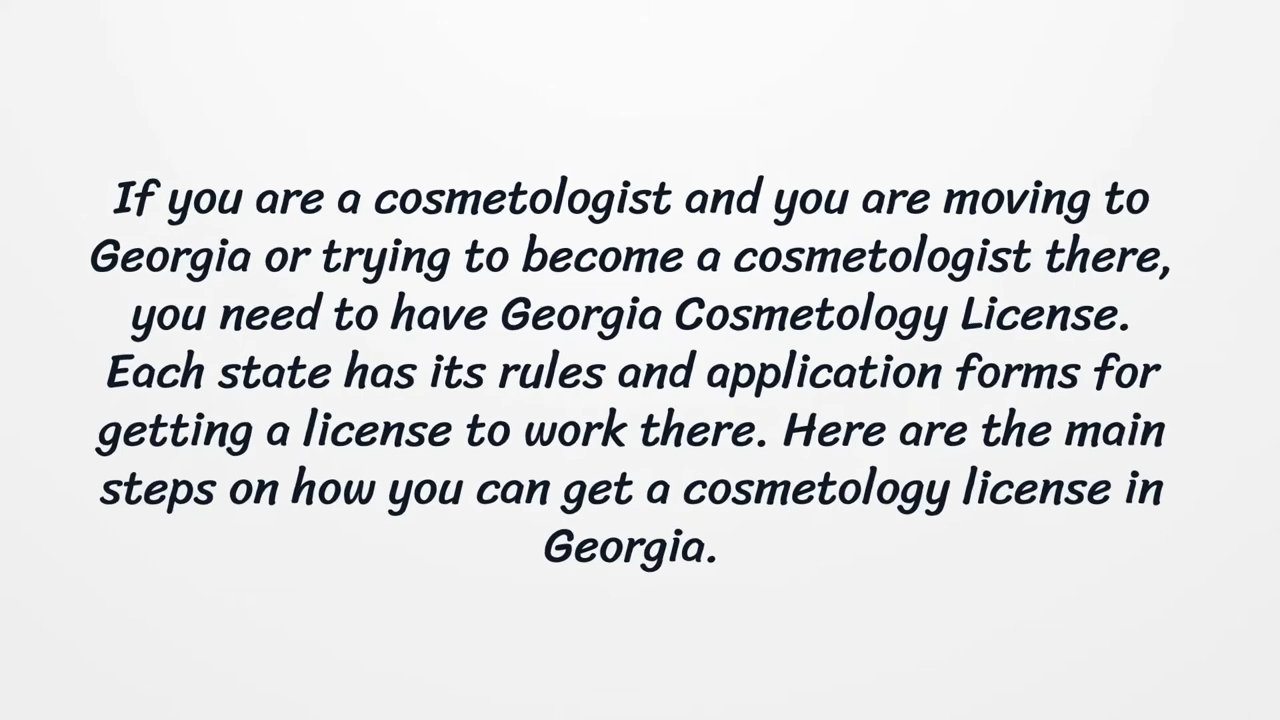 If you are a cosmetologist and you are moving to
Georgia or trying to become a cosmetologist there,
you need to have Georgia Cosmetology License.
Each state has its rules and application forms for
getting a license to work there. Here are the main
steps on how you can get a cosmetology license in
Georgia.